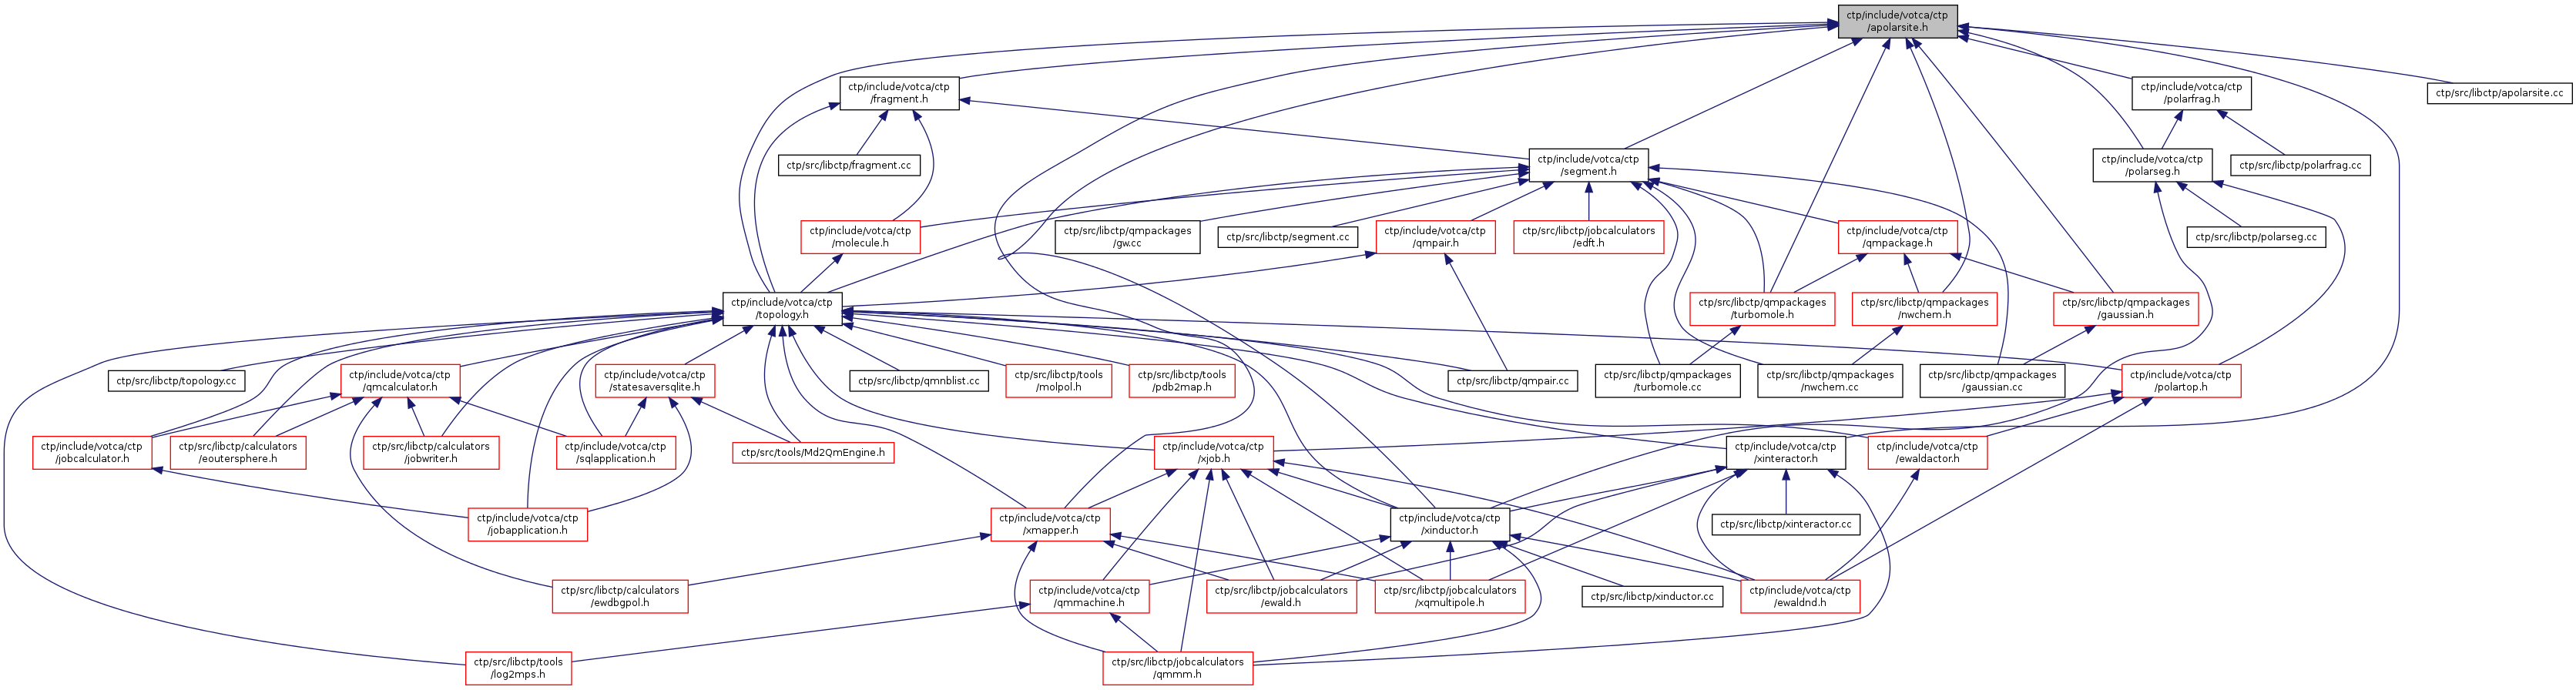 ctp/include/votca/ctp
/apolarsite.h
ctp/include/votca/ctp
/fragment.h
ctp/include/votca/ctp
/polarfrag.h
ctp/src/libctp/apolarsite.cc
ctp/src/libctp/fragment.cc
ctp/include/votca/ctp
/segment.h
ctp/include/votca/ctp
/polarseg.h
ctp/src/libctp/polarfrag.cc
ctp/include/votca/ctp
/molecule.h
ctp/src/libctp/qmpackages
/gw.cc
ctp/src/libctp/segment.cc
ctp/include/votca/ctp
/qmpair.h
ctp/src/libctp/jobcalculators
/edft.h
ctp/include/votca/ctp
/qmpackage.h
ctp/src/libctp/polarseg.cc
ctp/include/votca/ctp
/topology.h
ctp/src/libctp/qmpackages
/turbomole.h
ctp/src/libctp/qmpackages
/nwchem.h
ctp/src/libctp/qmpackages
/gaussian.h
ctp/src/libctp/topology.cc
ctp/include/votca/ctp
/qmcalculator.h
ctp/include/votca/ctp
/statesaversqlite.h
ctp/src/libctp/qmnblist.cc
ctp/src/libctp/tools
/molpol.h
ctp/src/libctp/tools
/pdb2map.h
ctp/src/libctp/qmpair.cc
ctp/src/libctp/qmpackages
/turbomole.cc
ctp/src/libctp/qmpackages
/nwchem.cc
ctp/src/libctp/qmpackages
/gaussian.cc
ctp/include/votca/ctp
/polartop.h
ctp/include/votca/ctp
/jobcalculator.h
ctp/src/libctp/calculators
/eoutersphere.h
ctp/src/libctp/calculators
/jobwriter.h
ctp/include/votca/ctp
/sqlapplication.h
ctp/src/tools/Md2QmEngine.h
ctp/include/votca/ctp
/xjob.h
ctp/include/votca/ctp
/xinteractor.h
ctp/include/votca/ctp
/ewaldactor.h
ctp/include/votca/ctp
/jobapplication.h
ctp/include/votca/ctp
/xmapper.h
ctp/include/votca/ctp
/xinductor.h
ctp/src/libctp/xinteractor.cc
ctp/src/libctp/calculators
/ewdbgpol.h
ctp/include/votca/ctp
/qmmachine.h
ctp/src/libctp/jobcalculators
/ewald.h
ctp/src/libctp/jobcalculators
/xqmultipole.h
ctp/src/libctp/xinductor.cc
ctp/include/votca/ctp
/ewaldnd.h
ctp/src/libctp/tools
/log2mps.h
ctp/src/libctp/jobcalculators
/qmmm.h